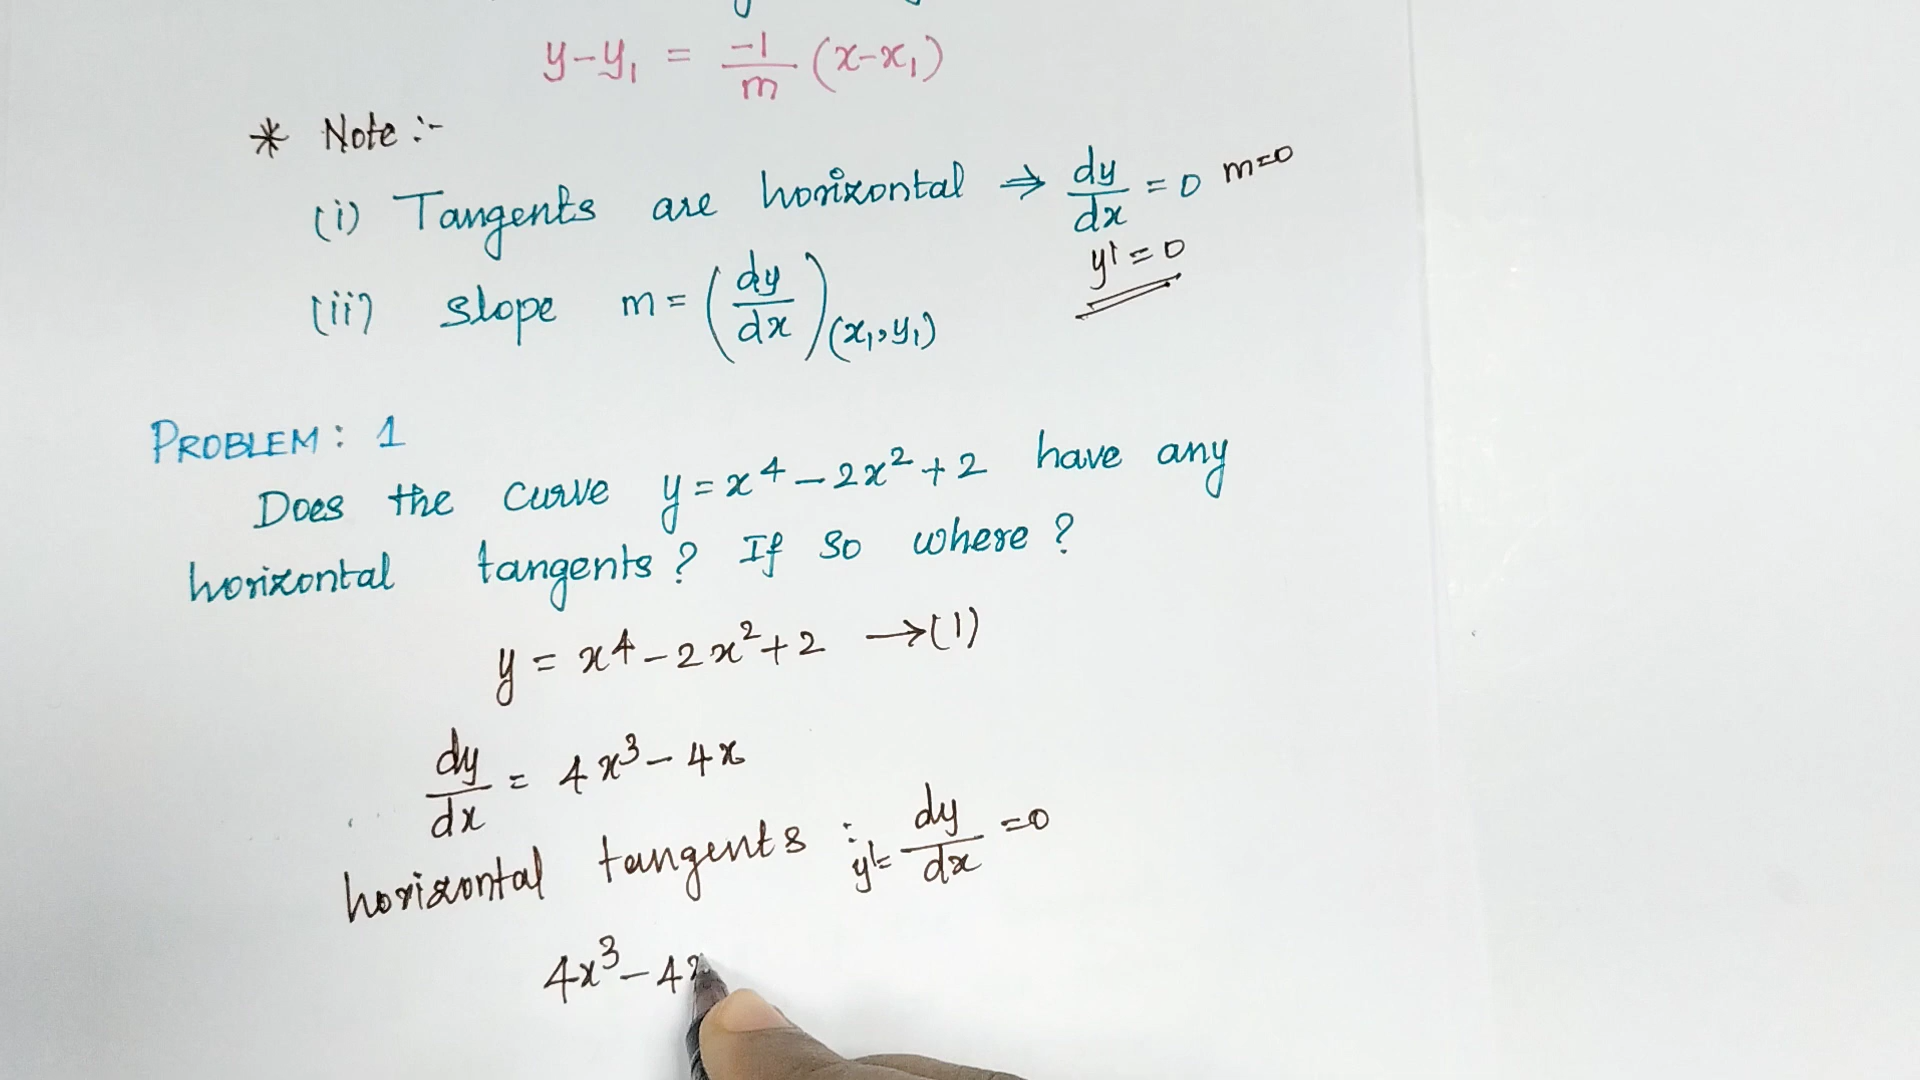 y-y₁ = -1/m (x-x₁)
* Note :-
(i) Tangents are horizontal ⇒ dy/dx = 0 m=0
y' = 0
(ii) slope m = (dy/dx)(x₁,y₁)
PROBLEM : 1
Does the curve y = x⁴ - 2x² + 2 have any
horizontal tangents? If so where?
y = x⁴ - 2x² + 2 →(1)
dy/dx = 4x³ - 4x
horizontal tangents : y' = dy/dx = 0
4x³ - 4x